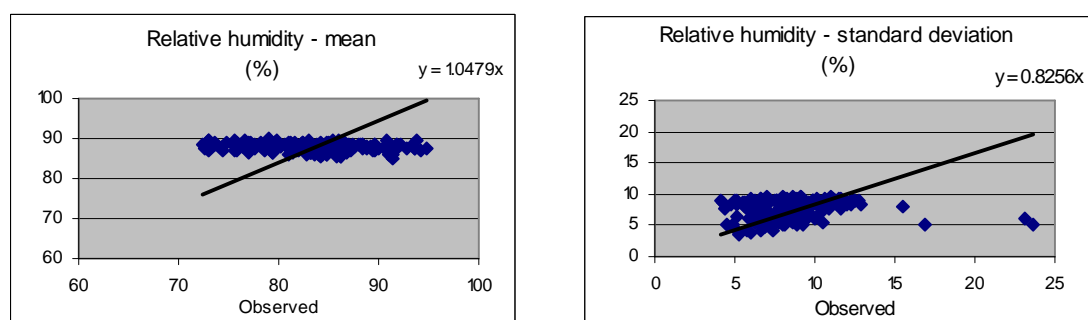 Relative humidity - mean
(%)
y = 1.0479x
100
90
80
70
60
60 70 80 90 100
Observed
Relative humidity - standard deviation
(%)
y = 0.8256x
25
20
15
10
5
0
0 5 10 15 20 25
Observed